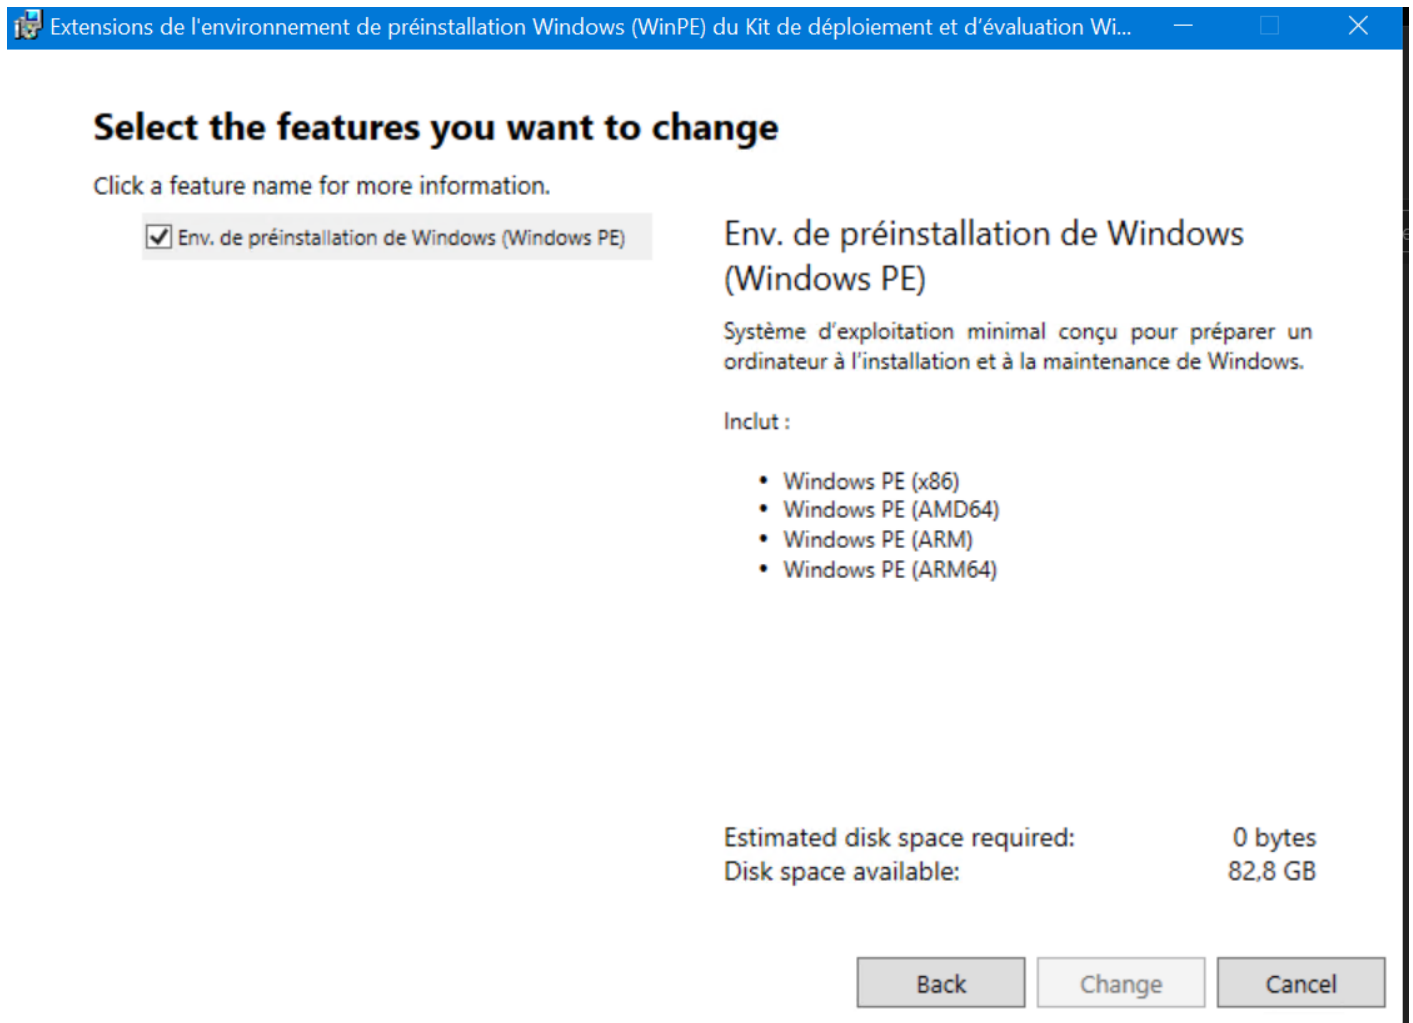 Extensions de l'environnement de préinstallation Windows (WinPE) du Kit de déploiement et d’évaluation Wi...
Select the features you want to change
Click a feature name for more information.
Env. de préinstallation de Windows (Windows PE)
Env. de préinstallation de Windows
(Windows PE)
Système d’exploitation minimal conçu pour préparer un
ordinateur à l’installation et à la maintenance de Windows.
Inclut :
• Windows PE (x86)
• Windows PE (AMD64)
• Windows PE (ARM)
• Windows PE (ARM64)
Estimated disk space required: 0 bytes
Disk space available: 82,8 GB
Back Change Cancel